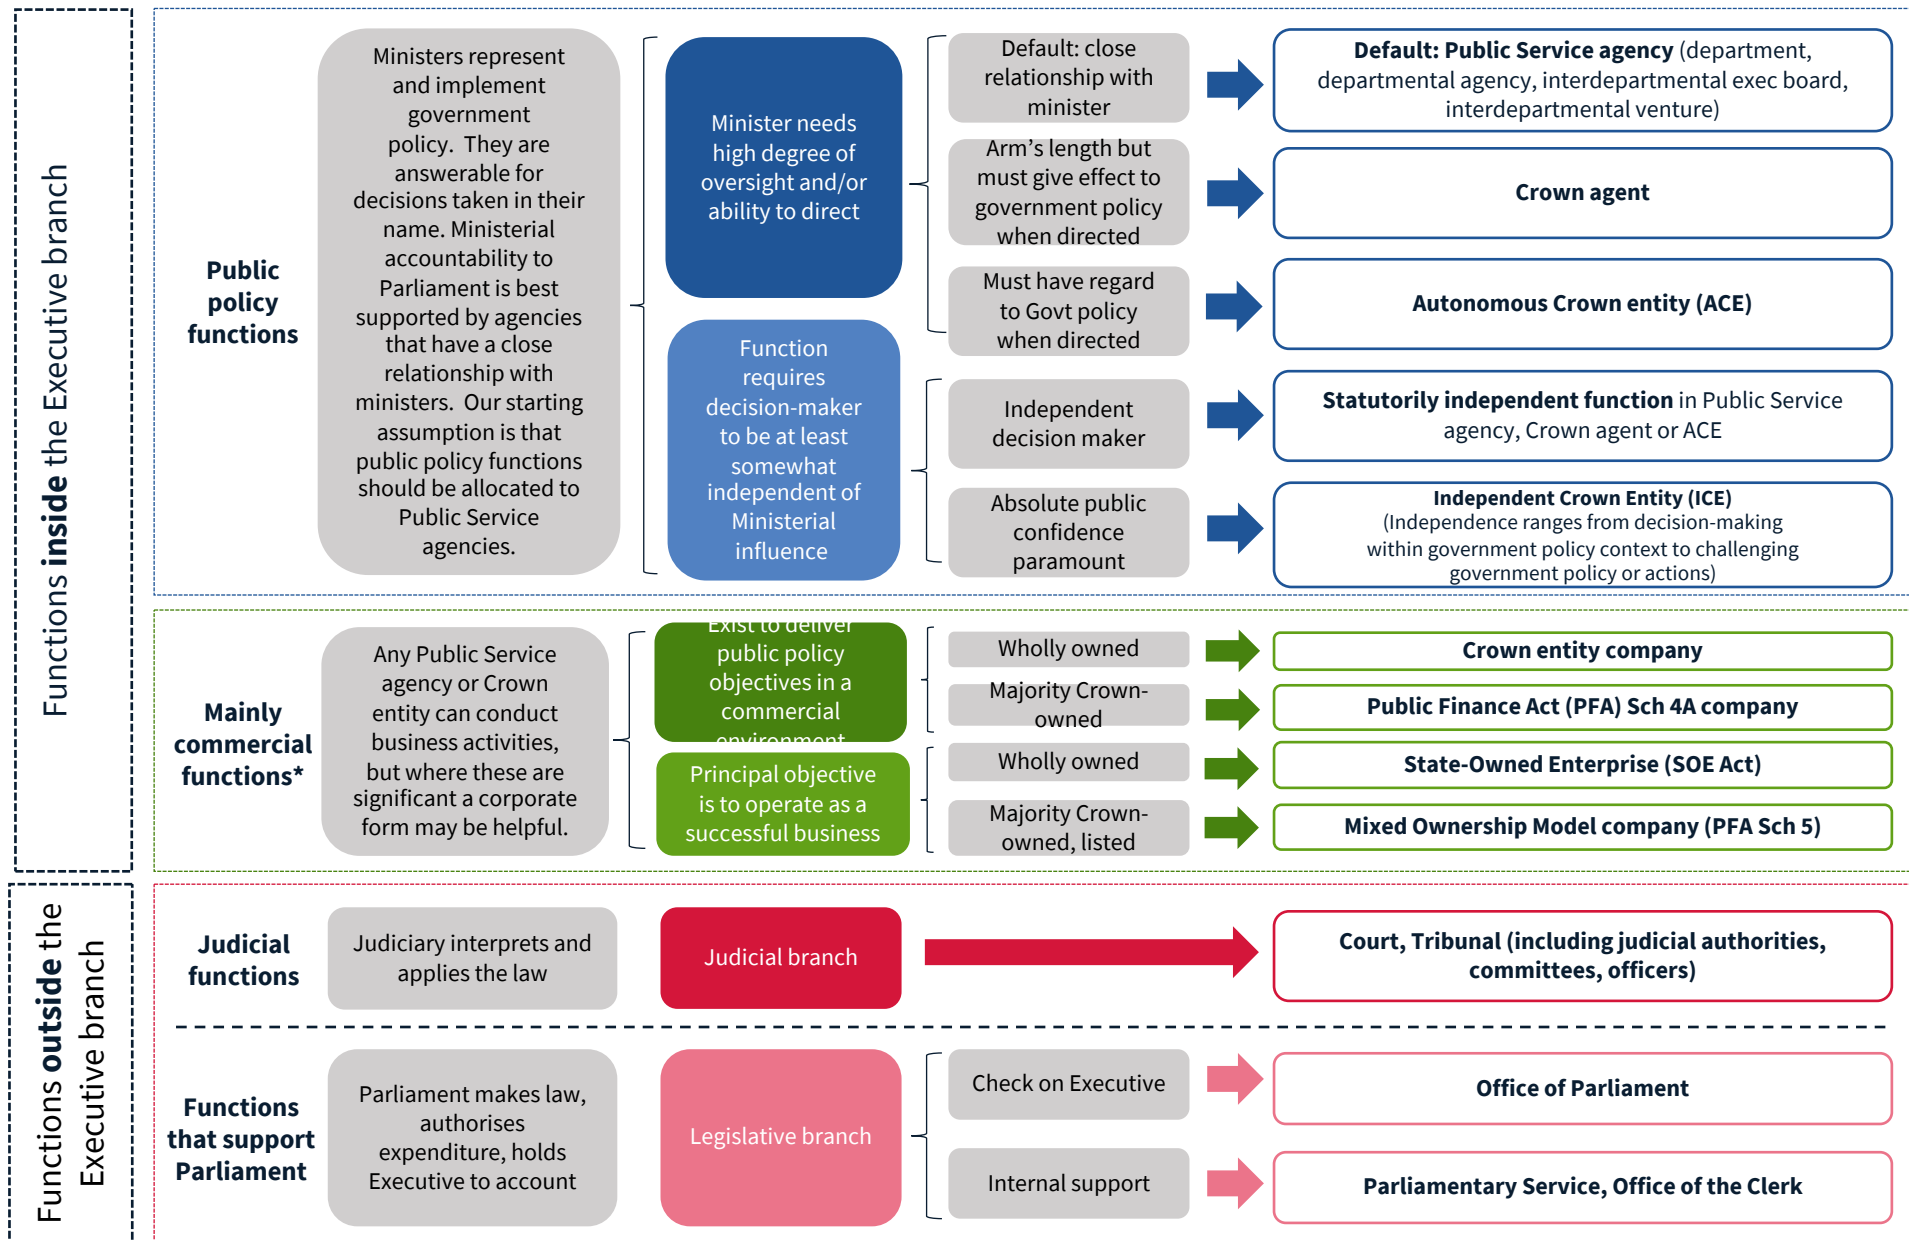 Functions inside the Executive branch
Public
policy
functions
Ministers represent
and implement
government
policy.  They are
answerable for
decisions taken in their
name. Ministerial
accountability to
Parliament is best
supported by agencies
that have a close
relationship with
ministers.  Our starting
assumption is that
public policy functions
should be allocated to
Public Service
agencies.
Minister needs
high degree of
oversight and/or
ability to direct
Default: close
relationship with
minister
Default: Public Service agency (department,
departmental agency, interdepartmental exec board,
interdepartmental venture)
Arm's length but
must give effect to
government policy
when directed
Crown agent
Must have regard
to Govt policy
when directed
Autonomous Crown entity (ACE)
Function
requires
decision-maker
to be at least
somewhat
independent of
Ministerial
influence
Independent
decision maker
Statutorily independent function in Public Service
agency, Crown agent or ACE
Absolute public
confidence
paramount
Independent Crown Entity (ICE)
(Independence ranges from decision-making
within government policy context to challenging
government policy or actions)
Mainly
commercial
functions*
Any Public Service
agency or Crown
entity can conduct
business activities,
but where these are
significant a corporate
form may be helpful.
Exist to deliver
public policy
objectives in a
commercial
environment
Wholly owned
Crown entity company
Majority Crown-
owned
Public Finance Act (PFA) Sch 4A company
Principal objective
is to operate as a
successful business
Wholly owned
State-Owned Enterprise (SOE Act)
Majority Crown-
owned, listed
Mixed Ownership Model company (PFA Sch 5)
Functions outside the
Executive branch
Judicial
functions
Judiciary interprets and
applies the law
Judicial branch
Court, Tribunal (including judicial authorities,
committees, officers)
Functions
that support
Parliament
Parliament makes law,
authorises
expenditure, holds
Executive to account
Legislative branch
Check on Executive
Office of Parliament
Internal support
Parliamentary Service, Office of the Clerk